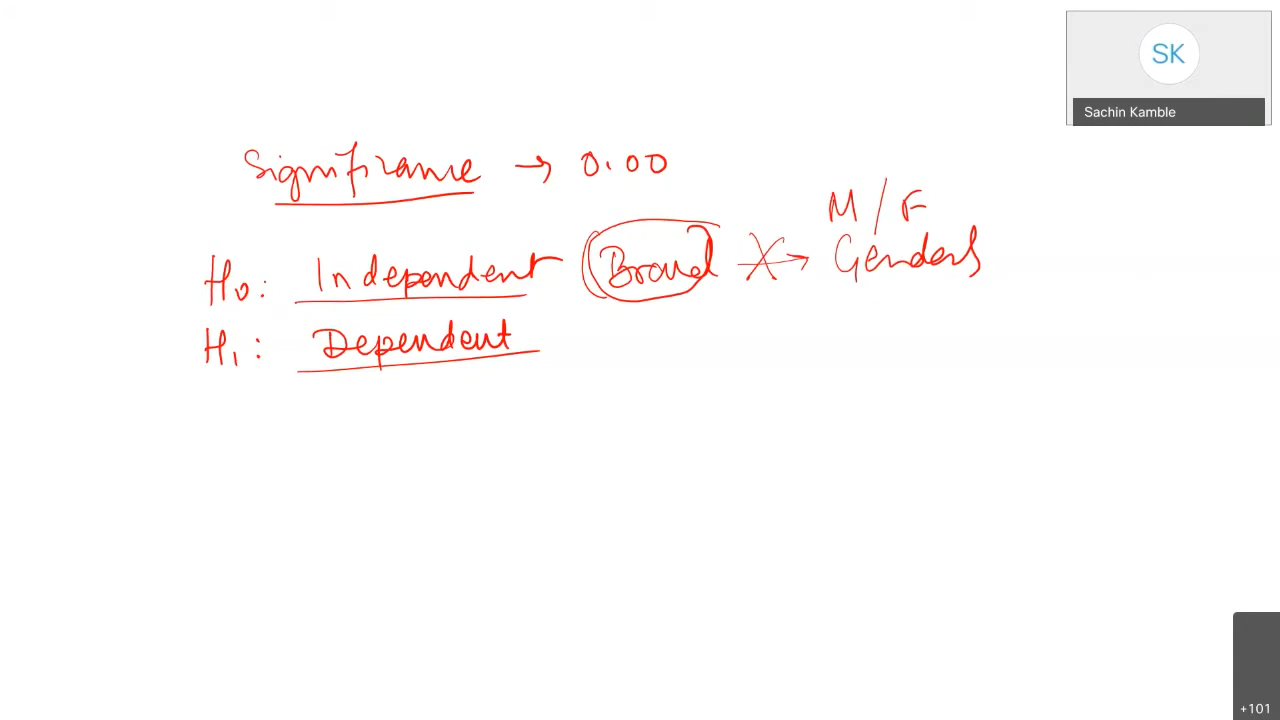 SK
Sachin Kamble
Significance → 0.00
M / F
H0: Independent Brand → Genders
H1: Dependent
+101